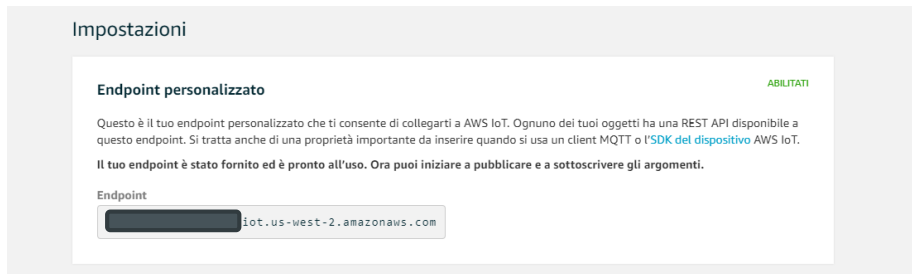 Impostazioni
Endpoint personalizzato
ABILITATI
Questo è il tuo endpoint personalizzato che ti consente di collegarti a AWS IoT. Ognuno dei tuoi oggetti ha una REST API disponibile a
questo endpoint. Si tratta anche di una proprietà importante da inserire quando si usa un client MQTT o l'SDK del dispositivo AWS IoT.
Il tuo endpoint è stato fornito ed è pronto all'uso. Ora puoi iniziare a pubblicare e a sottoscrivere gli argomenti.
Endpoint
iot.us-west-2.amazonaws.com